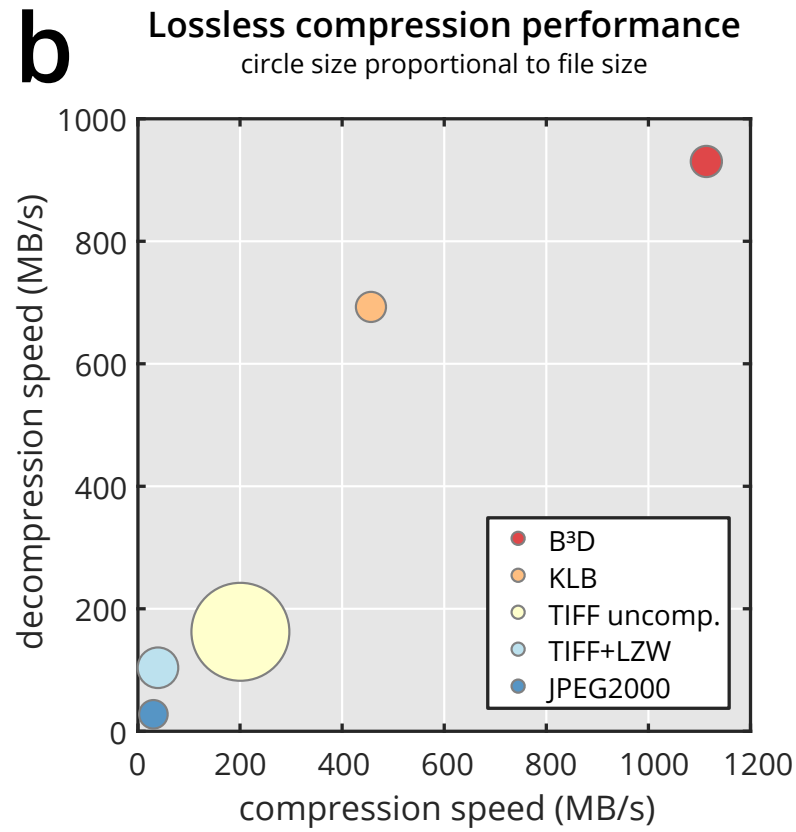 b
Lossless compression performance
circle size proportional to file size
decompression speed (MB/s)
1000
800
600
400
200
0
B³D
KLB
TIFF uncomp.
TIFF+LZW
JPEG2000
0 200 400 600 800 1000 1200
compression speed (MB/s)